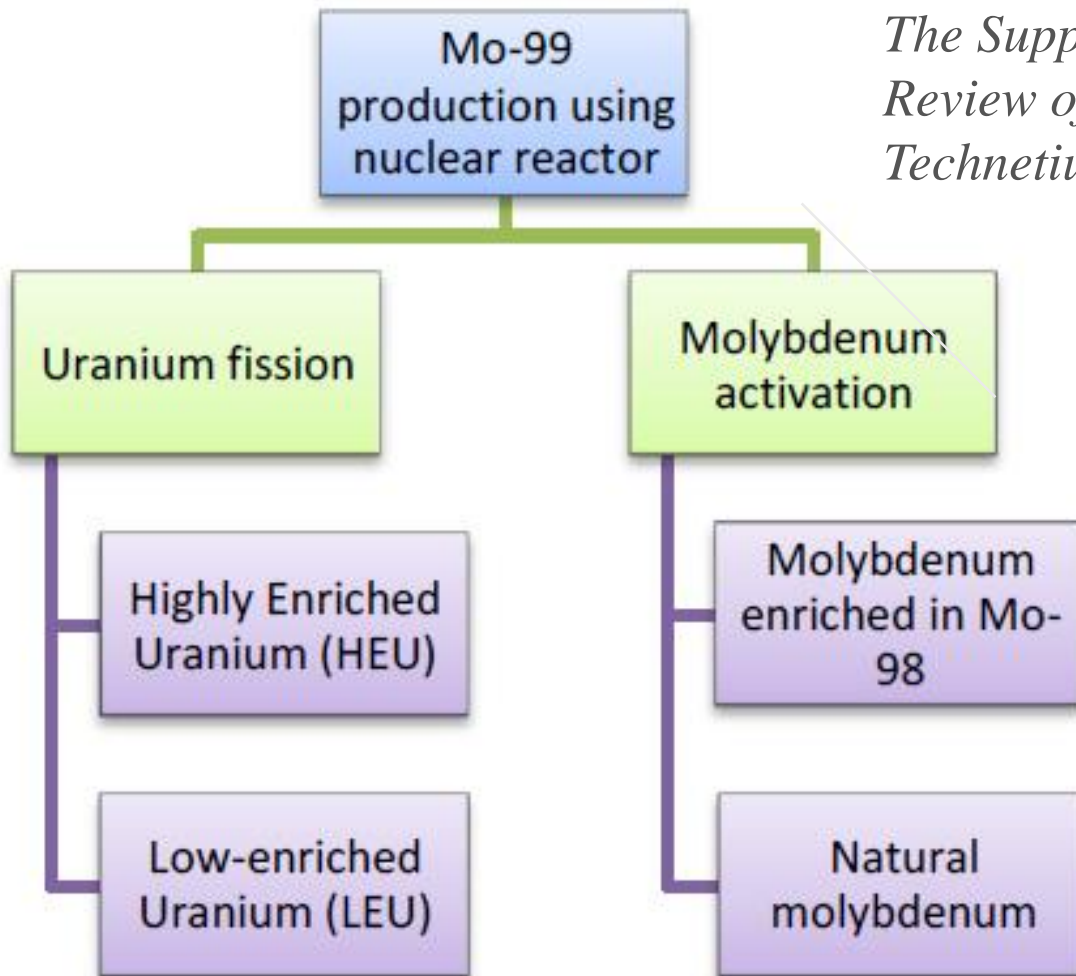 Mo-99
production using
nuclear reactor
The Supp
Review o
Technetiu
Uranium fission
Molybdenum
activation
Highly Enriched
Uranium (HEU)
Low-enriched
Uranium (LEU)
Molybdenum
enriched in Mo-
98
Natural
molybdenum